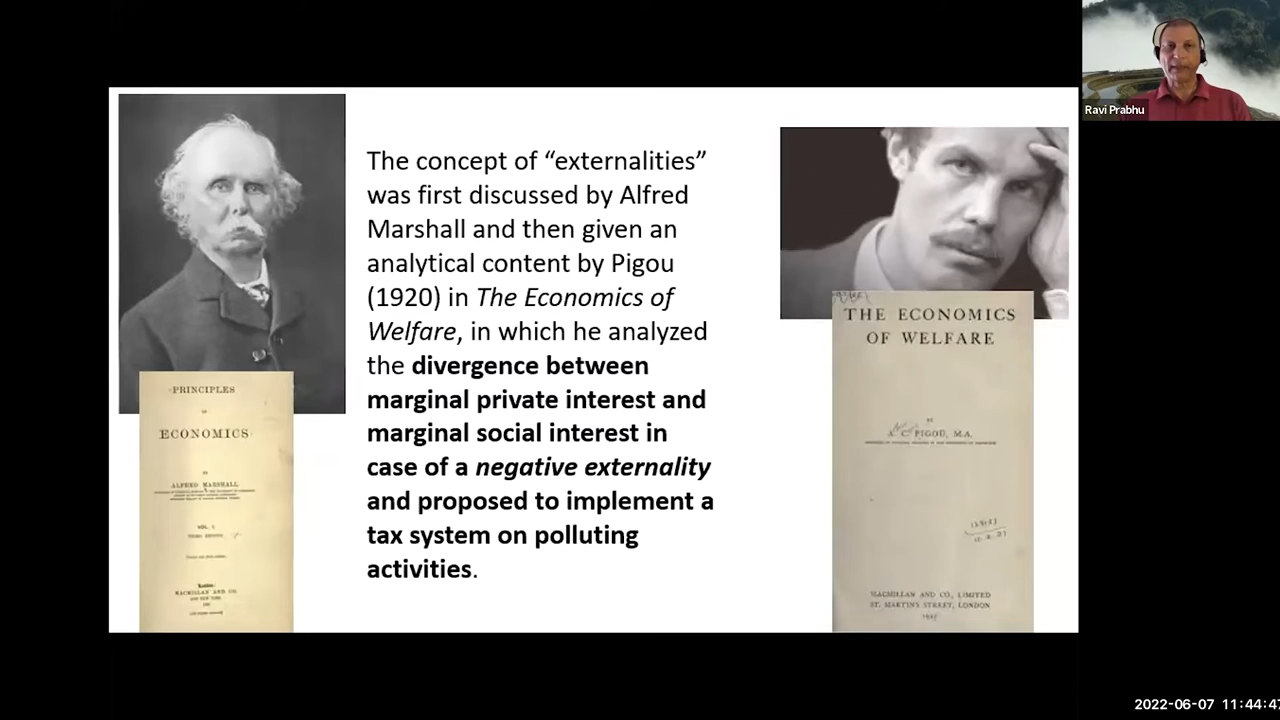 Ravi Prabhu
The concept of “externalities”
was first discussed by Alfred
Marshall and then given an
analytical content by Pigou
(1920) in The Economics of
Welfare, in which he analyzed
the divergence between
marginal private interest and
marginal social interest in
case of a negative externality
and proposed to implement a
tax system on polluting
activities.
PRINCIPLES
OF
ECONOMICS
BY
ALFRED MARSHALL
VOL. I
THIRD EDITION
London
MACMILLAN AND CO.
AND NEW YORK
THE ECONOMICS
OF WELFARE
BY
A. C. PIGOU, M.A.
MACMILLAN AND CO., LIMITED
ST. MARTIN'S STREET, LONDON
2022-06-07 11:44:4